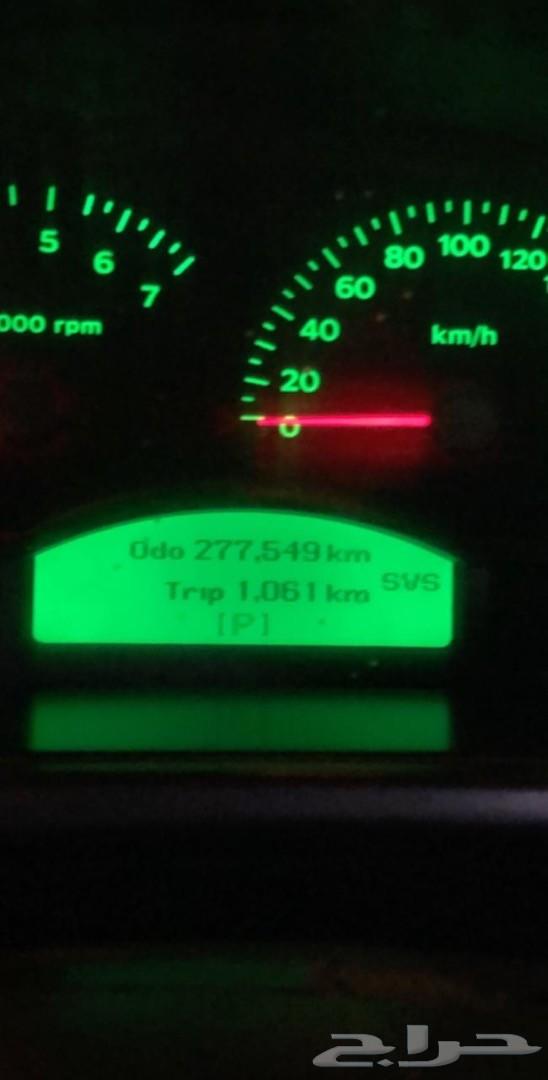 5
6
7
000 rpm
0
20
40
60
80
100
120
km/h
Odo 277,549 km
Trip 1,061 km
SVS
[P]
حراج